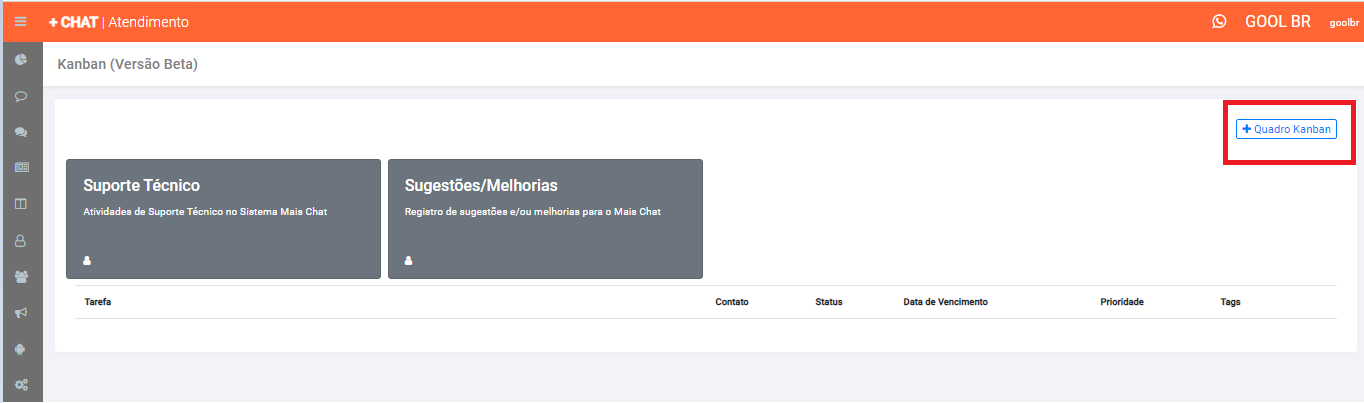 + CHAT | Atendimento
GOOL BR
goolbr
Kanban (Versão Beta)
+ Quadro Kanban
Suporte Técnico
Atividades de Suporte Técnico no Sistema Mais Chat
Sugestões/Melhorias
Registro de sugestões e/ou melhorias para o Mais Chat
Tarefa Contato Status Data de Vencimento Prioridade Tags